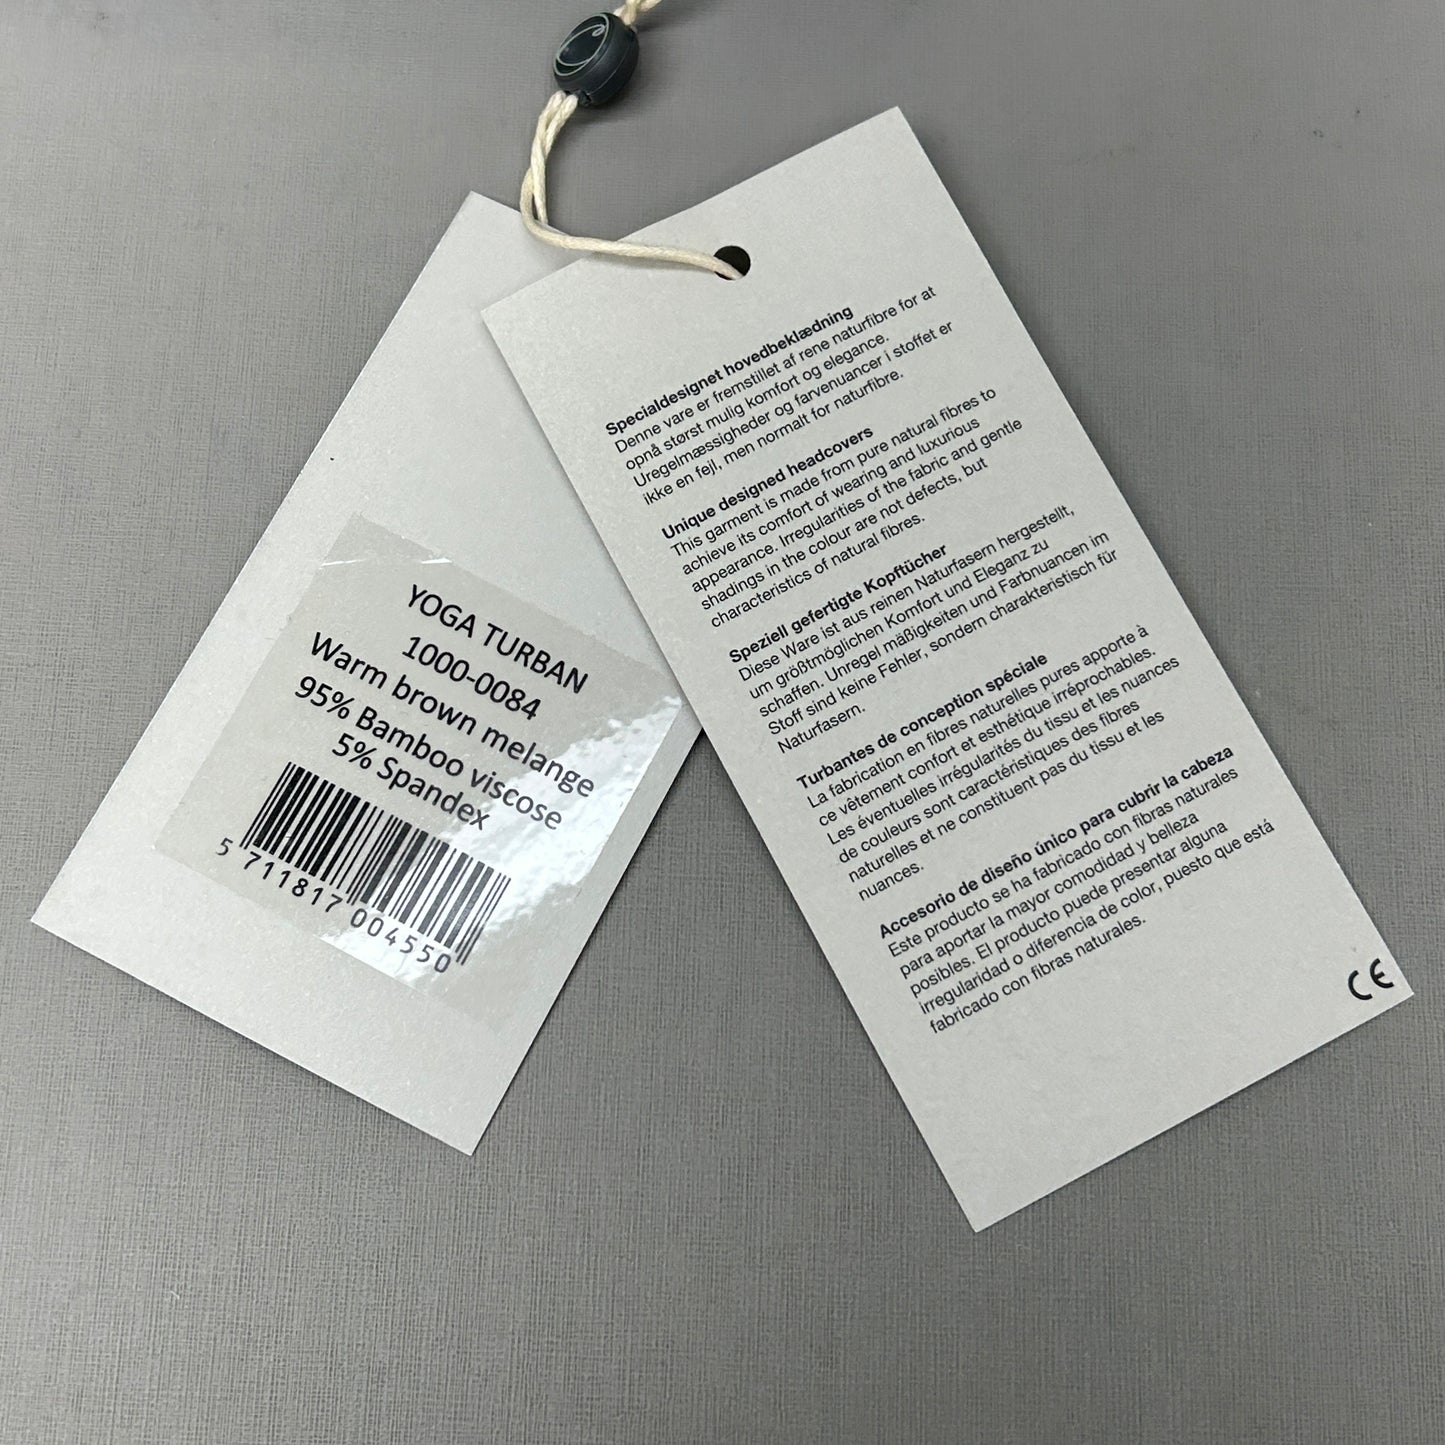 YOGA TURBAN
1000-0084
Warm brown melange
95% Bamboo viscose
5% Spandex
5 711817 004550
Specialdesignet hovedbeklædning
Denne vare er fremstillet af rene naturfibre for at
opnå størst mulig komfort og elegance.
Uregelmæssigheder og farvenuancer i stoffet er
ikke en fejl, men normalt for naturfibre.
Unique designed headcovers
This garment is made from pure natural fibres to
achieve its comfort of wearing and luxurious
appearance. Irregularities of the fabric and gentle
shadings in the colour are not defects, but
characteristics of natural fibres.
Speziell gefertigte Kopftücher
Diese Ware ist aus reinen Naturfasern hergestellt,
um größtmöglichen Komfort und Eleganz zu
schaffen. Unregel mäßigkeiten und Farbnuancen im
Stoff sind keine Fehler, sondern charakteristisch für
Naturfasern.
Turbantes de conception spéciale
La fabrication en fibres naturelles pures apporte à
ce vêtement confort et esthétique irréprochables.
Les éventuelles irrégularités du tissu et les nuances
de couleurs sont caractéristiques des fibres
naturelles et ne constituent pas du tissu et les
nuances.
Accesorio de diseño único para cubrir la cabeza
Este producto se ha fabricado con fibras naturales
para aportar la mayor comodidad y belleza
posibles. El producto puede presentar alguna
irregularidad o diferencia de color, puesto que está
fabricado con fibras naturales.
CE